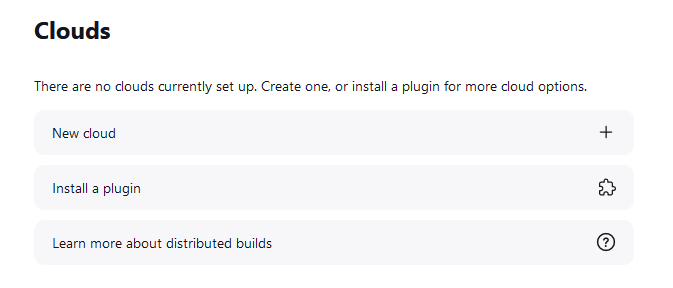 Clouds
There are no clouds currently set up. Create one, or install a plugin for more cloud options.
New cloud
Install a plugin
Learn more about distributed builds